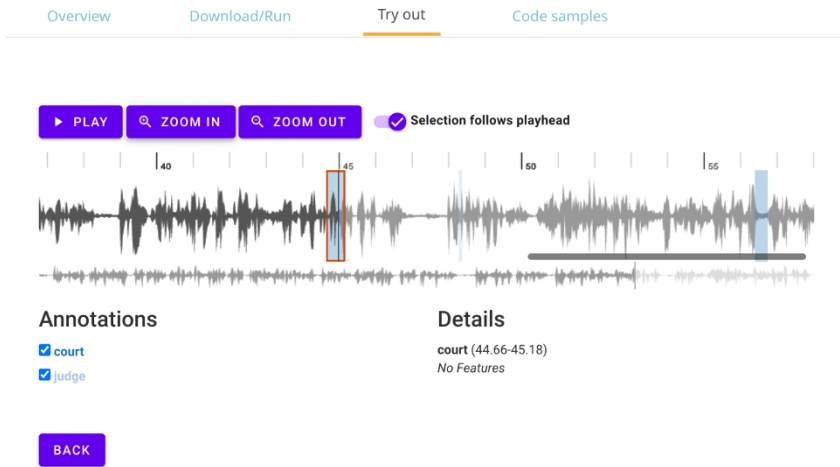 Overview Download/Run Try out Code samples
PLAY ZOOM IN ZOOM OUT Selection follows playhead
40 45 50 55
Annotations Details
court court (44.66-45.18)
No Features
judge
BACK